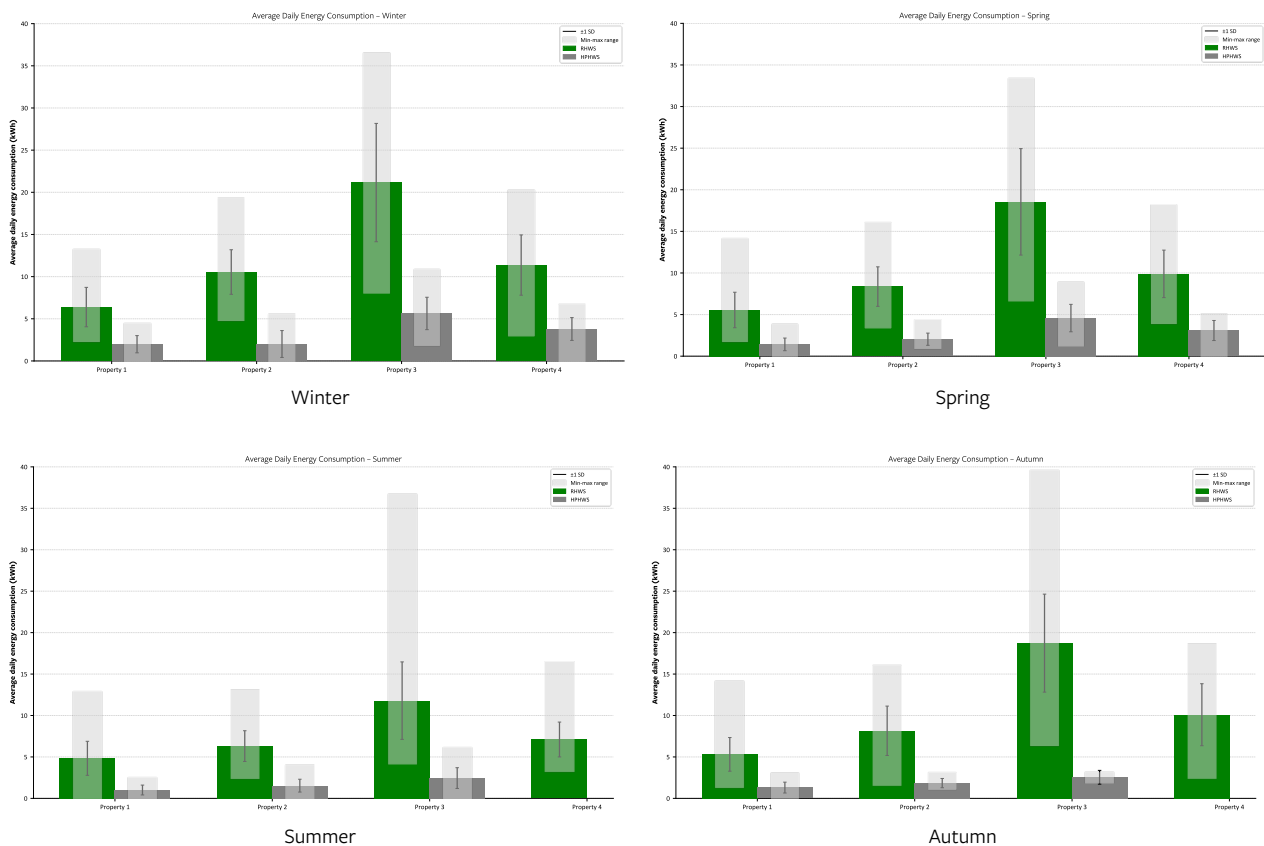 Average Daily Energy Consumption – Winter
±1 SD
Min-max range
RHWS
HPHWS
Average daily energy consumption (kWh)
40
35
30
25
20
15
10
5
0
Property 1
Property 2
Property 3
Property 4
Winter
Average Daily Energy Consumption – Spring
±1 SD
Min-max range
RHWS
HPHWS
Average daily energy consumption (kWh)
40
35
30
25
20
15
10
5
0
Property 1
Property 2
Property 3
Property 4
Spring
Average Daily Energy Consumption – Summer
±1 SD
Min-max range
RHWS
HPHWS
Average daily energy consumption (kWh)
40
35
30
25
20
15
10
5
0
Property 1
Property 2
Property 3
Property 4
Summer
Average Daily Energy Consumption – Autumn
±1 SD
Min-max range
RHWS
HPHWS
Average daily energy consumption (kWh)
40
35
30
25
20
15
10
5
0
Property 1
Property 2
Property 3
Property 4
Autumn